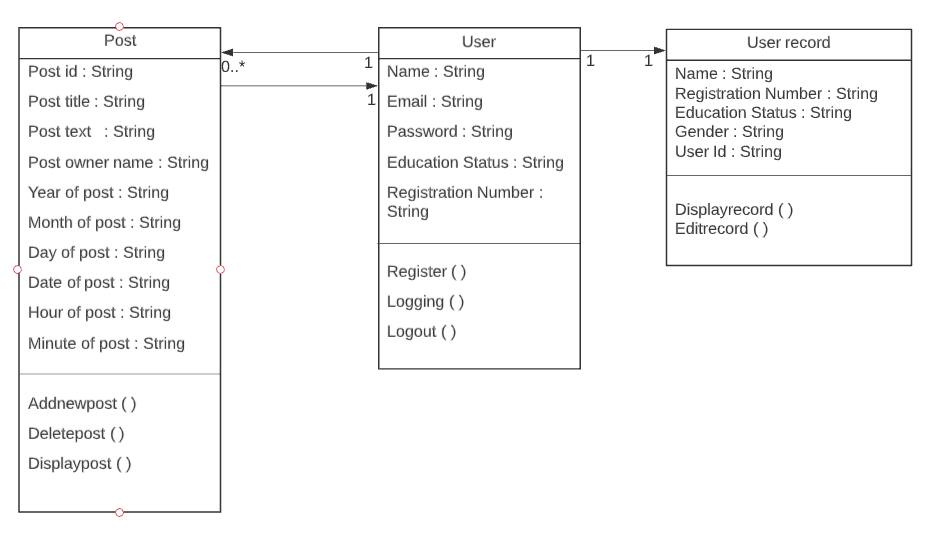 Post
Post id : String
Post title : String
Post text : String
Post owner name : String
Year of post : String
Month of post : String
Day of post : String
Date of post : String
Hour of post : String
Minute of post : String
Addnewpost ( )
Deletepost ( )
Displaypost ( )
0..*
1
1
User
Name : String
Email : String
Password : String
Education Status : String
Registration Number :
String
Register ( )
Logging ( )
Logout ( )
1
1
User record
Name : String
Registration Number : String
Education Status : String
Gender : String
User Id : String
Displayrecord ( )
Editrecord ( )